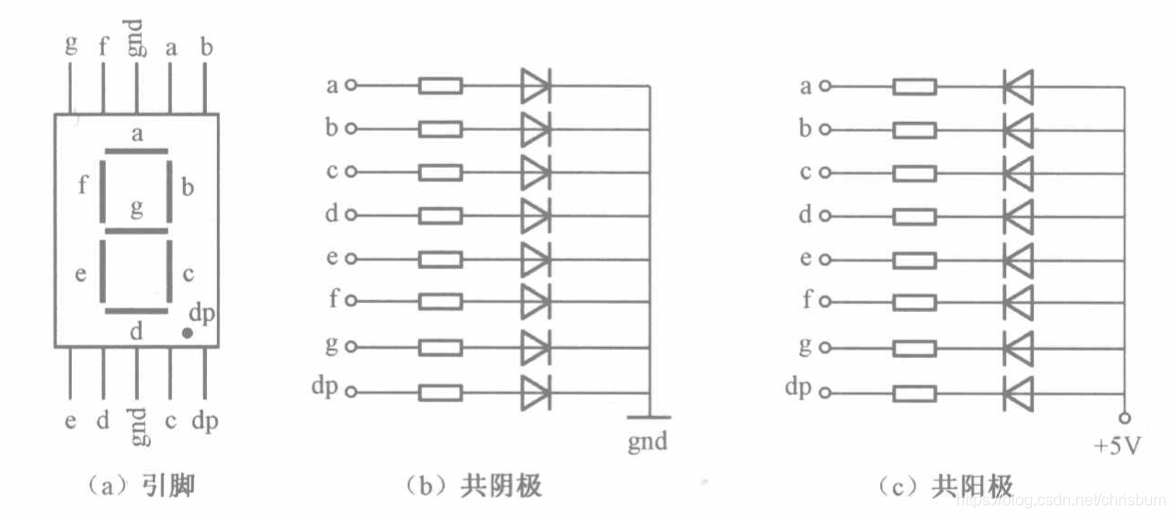 g f gnd a b
a
f b
g
e c
d dp
e d gnd c dp
(a) 引脚
a
b
c
d
e
f
g
dp
gnd
(b) 共阴极
a
b
c
d
e
f
g
dp
+5V
(c) 共阳极
https://blog.csdn.net/chrisbum